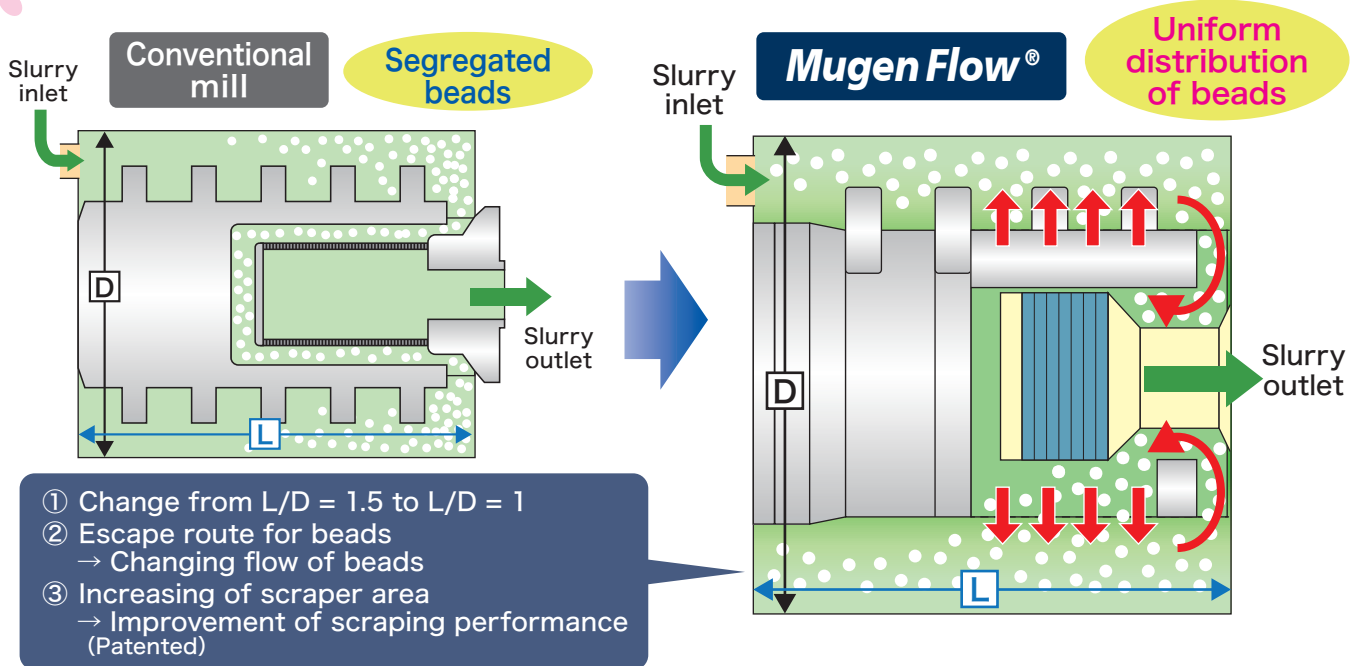 Conventional
mill
Segregated
beads
Slurry
inlet
D
L
Slurry
outlet
Mugen Flow®
Uniform
distribution
of beads
Slurry
inlet
D
L
Slurry
outlet
① Change from L/D = 1.5 to L/D = 1
② Escape route for beads
→ Changing flow of beads
③ Increasing of scraper area
→ Improvement of scraping performance
(Patented)